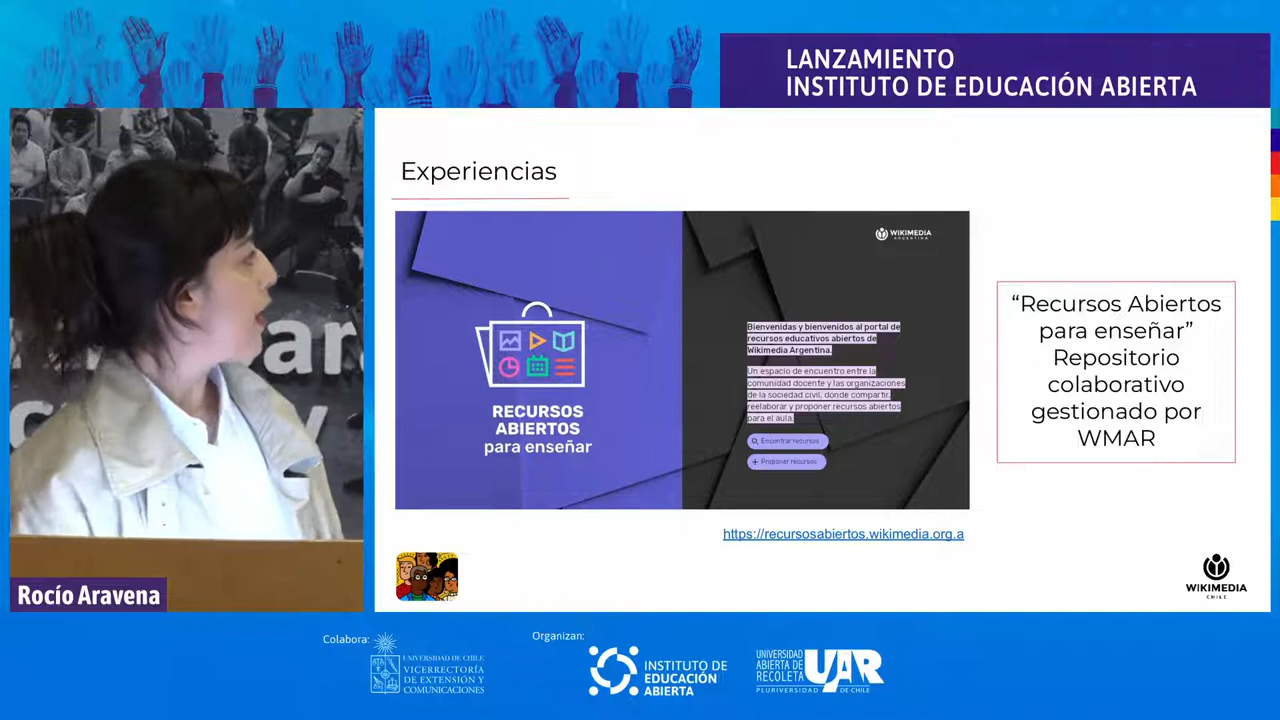 LANZAMIENTO
INSTITUTO DE EDUCACIÓN ABIERTA
Experiencias
WIKIMEDIA
ARGENTINA
Bienvenidas y bienvenidos al portal de
recursos educativos abiertos de
Wikimedia Argentina.
Un espacio de encuentro entre la
comunidad docente y las organizaciones
de la sociedad civil, donde compartir,
reelaborar y proponer recursos abiertos
para el aula.
Encontrar recursos
Proponer recursos
RECURSOS
ABIERTOS
para enseñar
“Recursos Abiertos
para enseñar”
Repositorio
colaborativo
gestionado por
WMAR
https://recursosabiertos.wikimedia.org.a
WIKIMEDIA
CHILE
Rocío Aravena
Colabora:
UNIVERSIDAD DE CHILE
VICERRECTORÍA
DE EXTENSIÓN Y
COMUNICACIONES
Organizan:
INSTITUTO DE
EDUCACIÓN
ABIERTA
UNIVERSIDAD
ABIERTA DE
RECOLETA
UAR
PLURIVERSIDAD DE CHILE